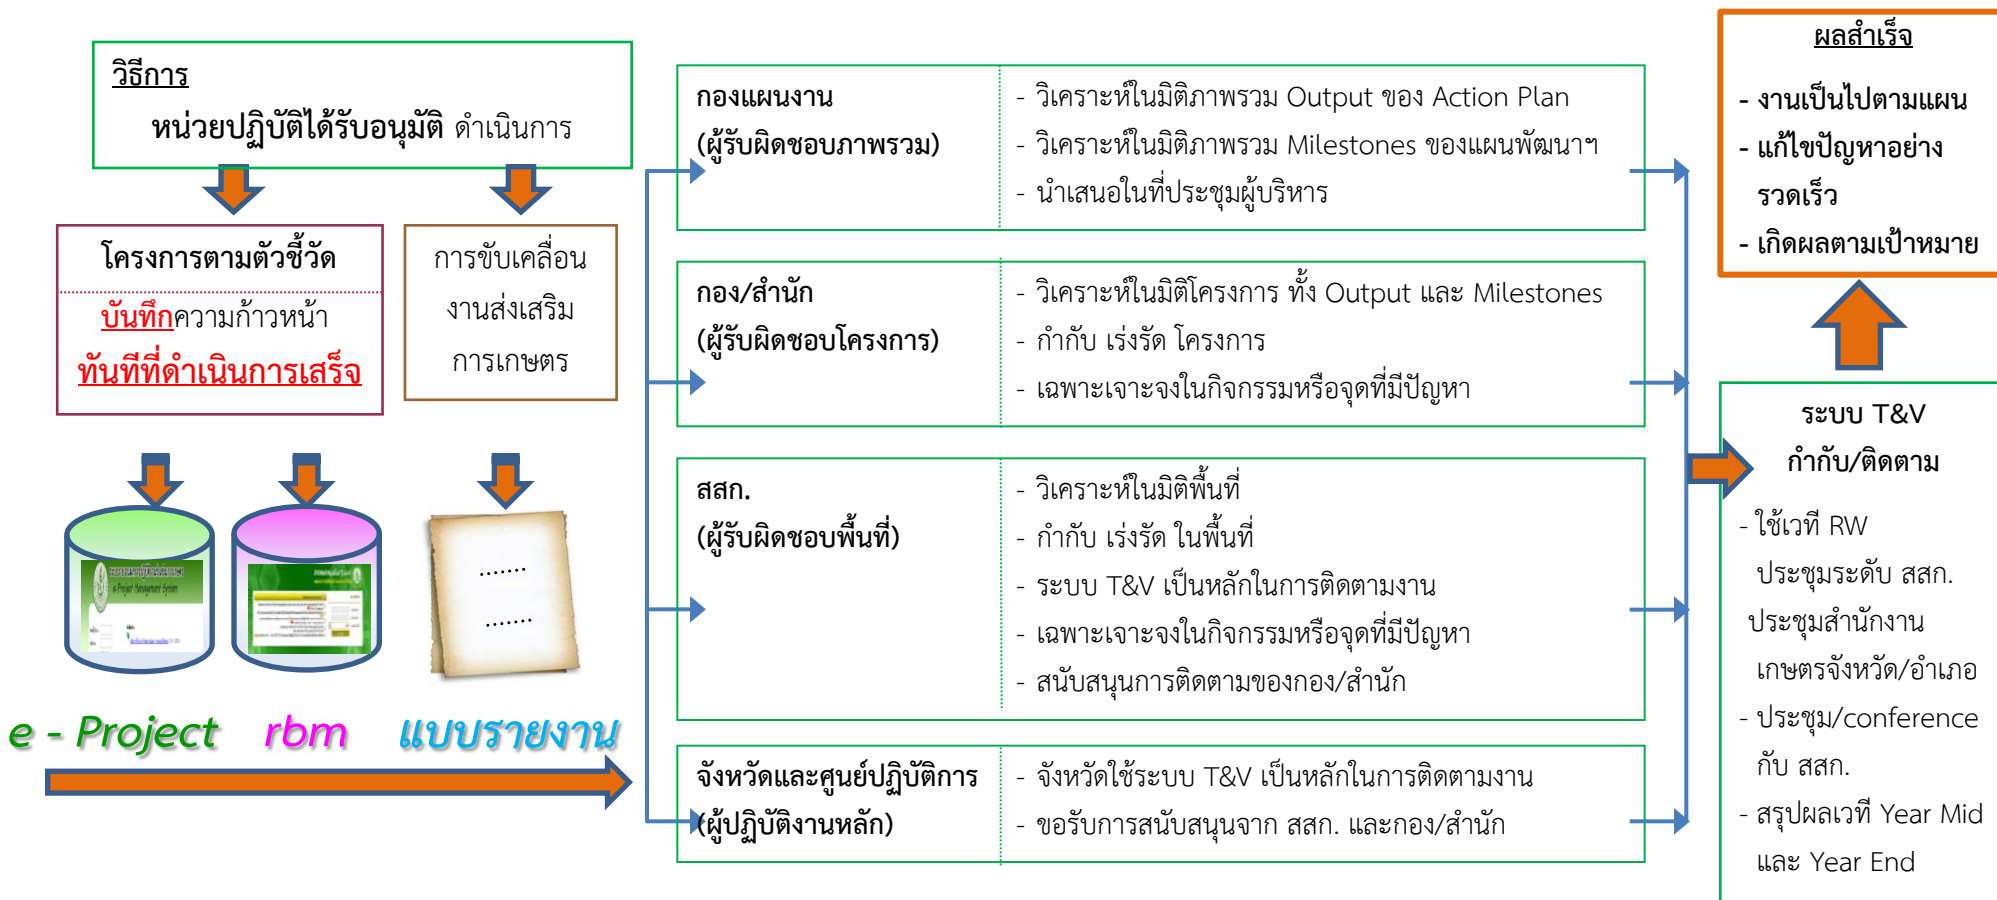 วิธีการ
หน่วยปฏิบัติได้รับอนุมัติ ดำเนินการ
โครงการตามตัวชี้วัด
บันทึกความก้าวหน้า
ทันทีที่ดำเนินการเสร็จ
การขับเคลื่อน
งานส่งเสริม
การเกษตร
e-Project Management System
.......
.......
e - Project
rbm
แบบรายงาน
กองแผนงาน
(ผู้รับผิดชอบภาพรวม)
- วิเคราะห์ในมิติภาพรวม Output ของ Action Plan
- วิเคราะห์ในมิติภาพรวม Milestones ของแผนพัฒนาฯ
- นำเสนอในที่ประชุมผู้บริหาร
กอง/สำนัก
(ผู้รับผิดชอบโครงการ)
- วิเคราะห์ในมิติโครงการ ทั้ง Output และ Milestones
- กำกับ เร่งรัด โครงการ
- เฉพาะเจาะจงในกิจกรรมหรือจุดที่มีปัญหา
สสก.
(ผู้รับผิดชอบพื้นที่)
- วิเคราะห์ในมิติพื้นที่
- กำกับ เร่งรัด ในพื้นที่
- ระบบ T&V เป็นหลักในการติดตามงาน
- เฉพาะเจาะจงในกิจกรรมหรือจุดที่มีปัญหา
- สนับสนุนการติดตามของกอง/สำนัก
จังหวัดและศูนย์ปฏิบัติการ
(ผู้ปฏิบัติงานหลัก)
- จังหวัดใช้ระบบ T&V เป็นหลักในการติดตามงาน
- ขอรับการสนับสนุนจาก สสก. และกอง/สำนัก
ผลสำเร็จ
- งานเป็นไปตามแผน
- แก้ไขปัญหาอย่าง
รวดเร็ว
- เกิดผลตามเป้าหมาย
ระบบ T&V
กำกับ/ติดตาม
- ใช้เวที RW
ประชุมระดับ สสก.
ประชุมสำนักงาน
เกษตรจังหวัด/อำเภอ
- ประชุม/conference
กับ สสก.
- สรุปผลเวที Year Mid
และ Year End